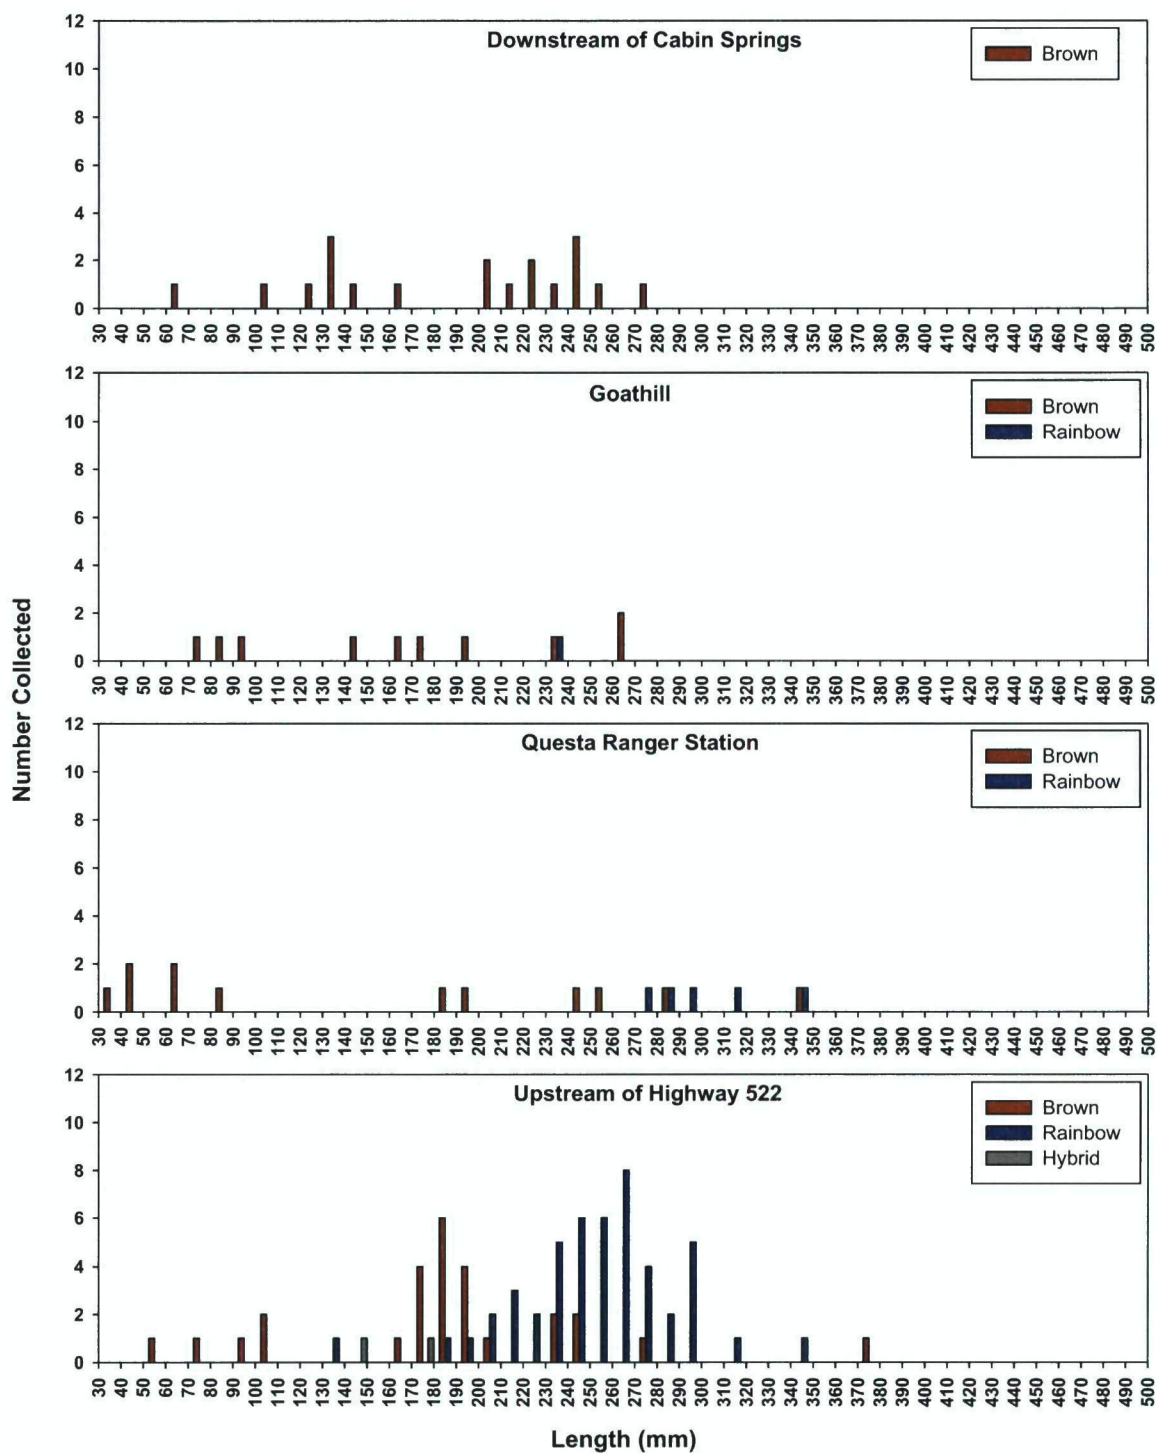 Downstream of Cabin Springs
Brown
12
10
8
6
4
2
0
30 40 50 60 70 80 90 100 110 120 130 140 150 160 170 180 190 200 210 220 230 240 250 260 270 280 290 300 310 320 330 340 350 360 370 380 390 400 410 420 430 440 450 460 470 480 490 500
Goathill
Brown
Rainbow
12
10
8
6
4
2
0
30 40 50 60 70 80 90 100 110 120 130 140 150 160 170 180 190 200 210 220 230 240 250 260 270 280 290 300 310 320 330 340 350 360 370 380 390 400 410 420 430 440 450 460 470 480 490 500
Number Collected
Questa Ranger Station
Brown
Rainbow
12
10
8
6
4
2
0
30 40 50 60 70 80 90 100 110 120 130 140 150 160 170 180 190 200 210 220 230 240 250 260 270 280 290 300 310 320 330 340 350 360 370 380 390 400 410 420 430 440 450 460 470 480 490 500
Upstream of Highway 522
Brown
Rainbow
Hybrid
12
10
8
6
4
2
0
30 40 50 60 70 80 90 100 110 120 130 140 150 160 170 180 190 200 210 220 230 240 250 260 270 280 290 300 310 320 330 340 350 360 370 380 390 400 410 420 430 440 450 460 470 480 490 500
Length (mm)